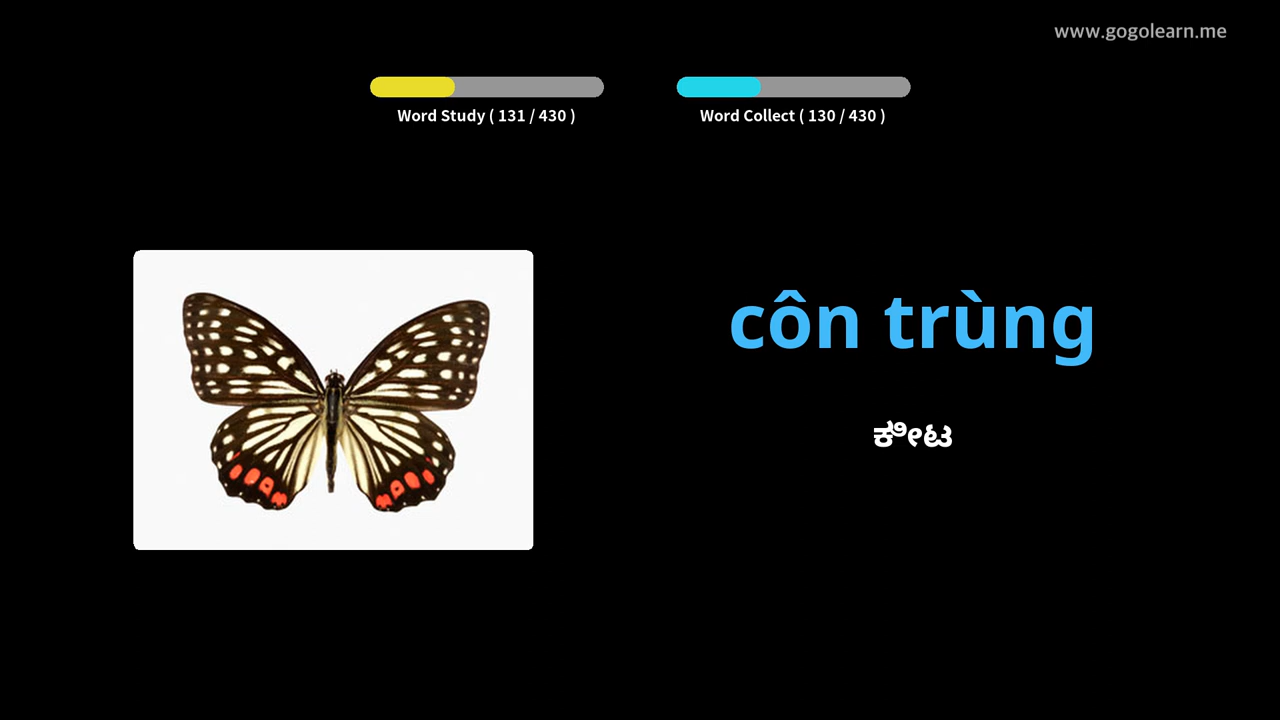 www.gogolearn.me
Word Study ( 131 / 430 )
Word Collect ( 130 / 430 )
côn trùng
ಕೀಟ